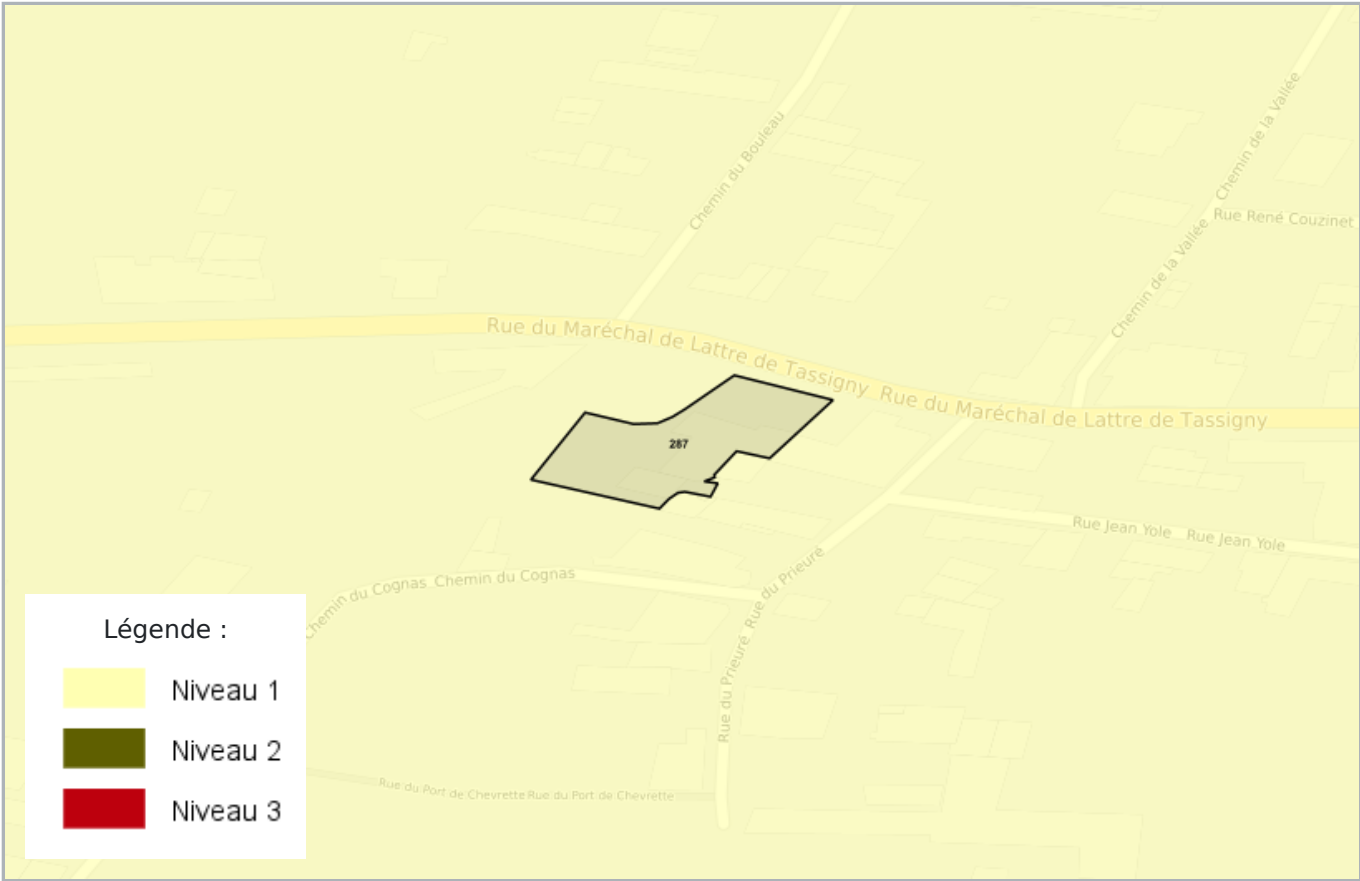 Chemin du Bouleau
Chemin de la Vallée
Rue René Couzinet
Chemin de la Vallée
Rue du Maréchal de Lattre de Tassigny
Rue du Maréchal de Lattre de Tassigny
287
Rue Jean Yole
Rue Jean Yole
Chemin du Cognas
Chemin du Cognas
Rue du Prieuré
Rue du Prieuré
Rue du Port de Chevrette
Rue du Port de Chevrette
Légende :
Niveau 1
Niveau 2
Niveau 3